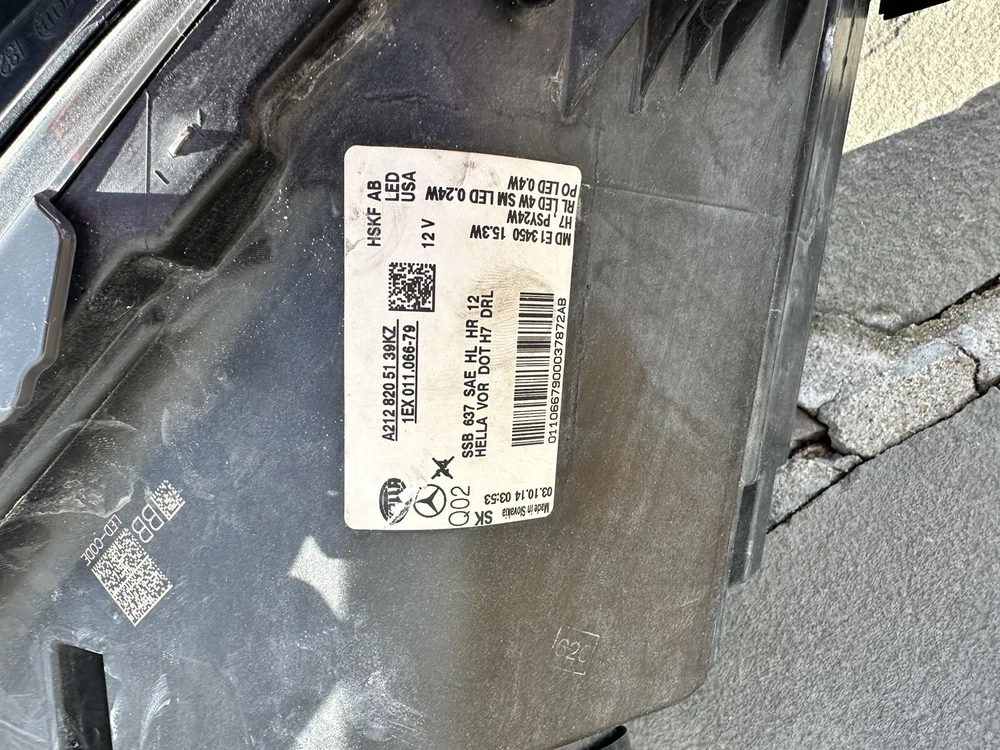 HSKF AB
LED
USA
12 V
A212 820 51 39KZ
1EX 011.066-79
SSB 637 SAE HL HR 12
HELLA VOR DOT H7 DRL
MD E1 3450 15.3W
H7, PSY24W
RL LED 4W SM LED 0.24W
PO LED 0.4W
01106679000037872AB
Q02
SK
03.10.14 03:53
Made in Slovakia
BB
LED-CODE
G20